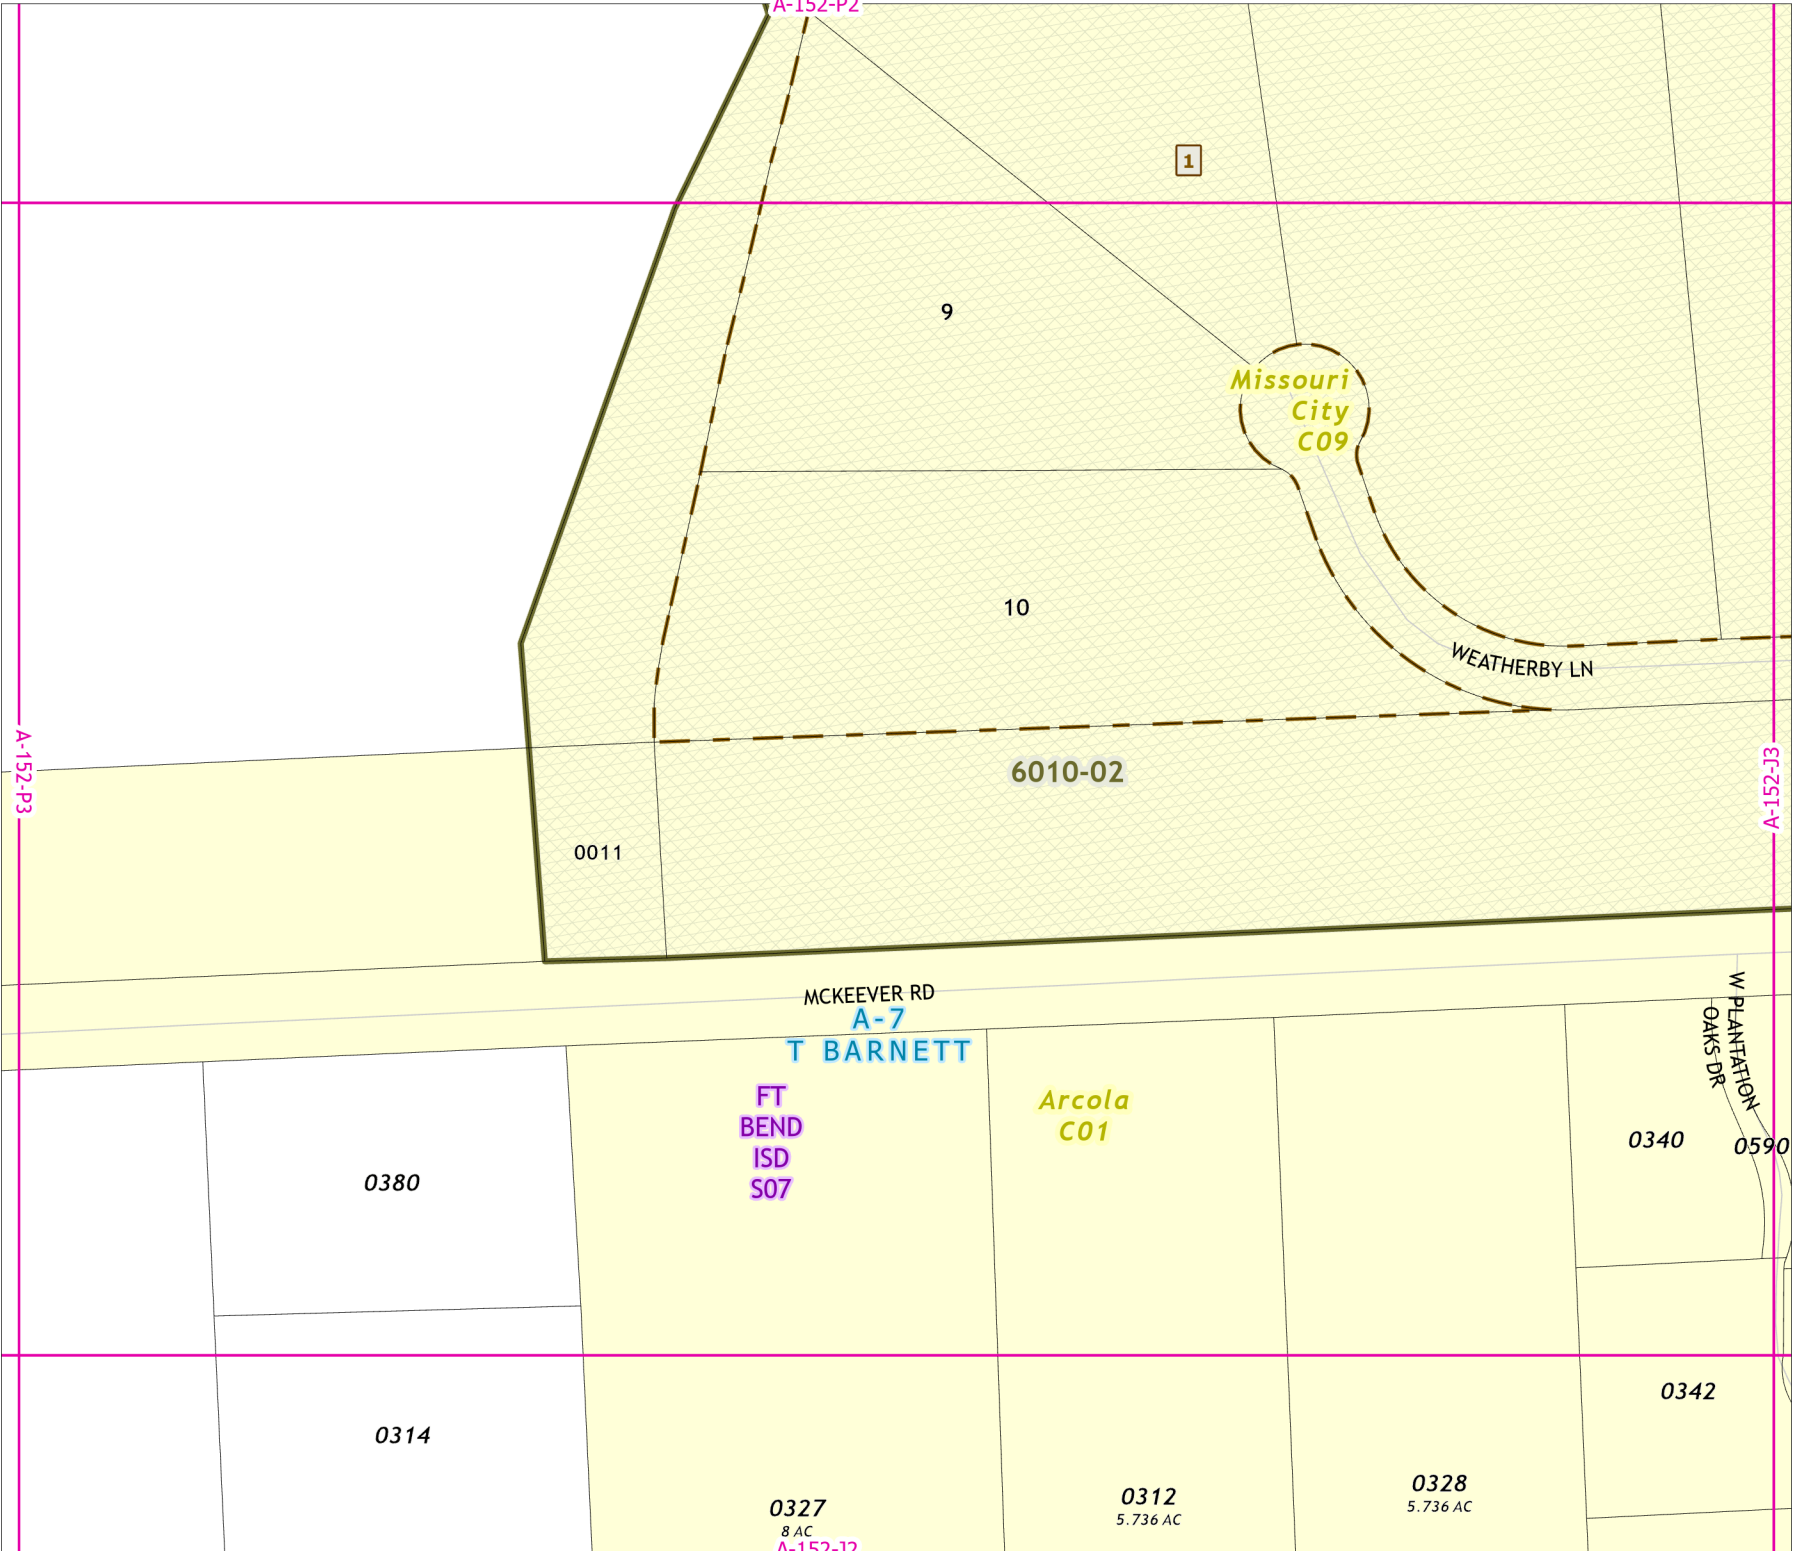 A-152-P2
1
9
Missouri
City
C09
10
WEATHERBY LN
A-152-P3
6010-02
A-152-J3
0011
MCKEEVER RD
A-7
T BARNETT
W PLANTATION
OAKS DR
FT
BEND
ISD
S07
Arcola
C01
0340
0590
0380
0342
0314
0327
8 AC
0312
5.736 AC
0328
5.736 AC
A-152-J2